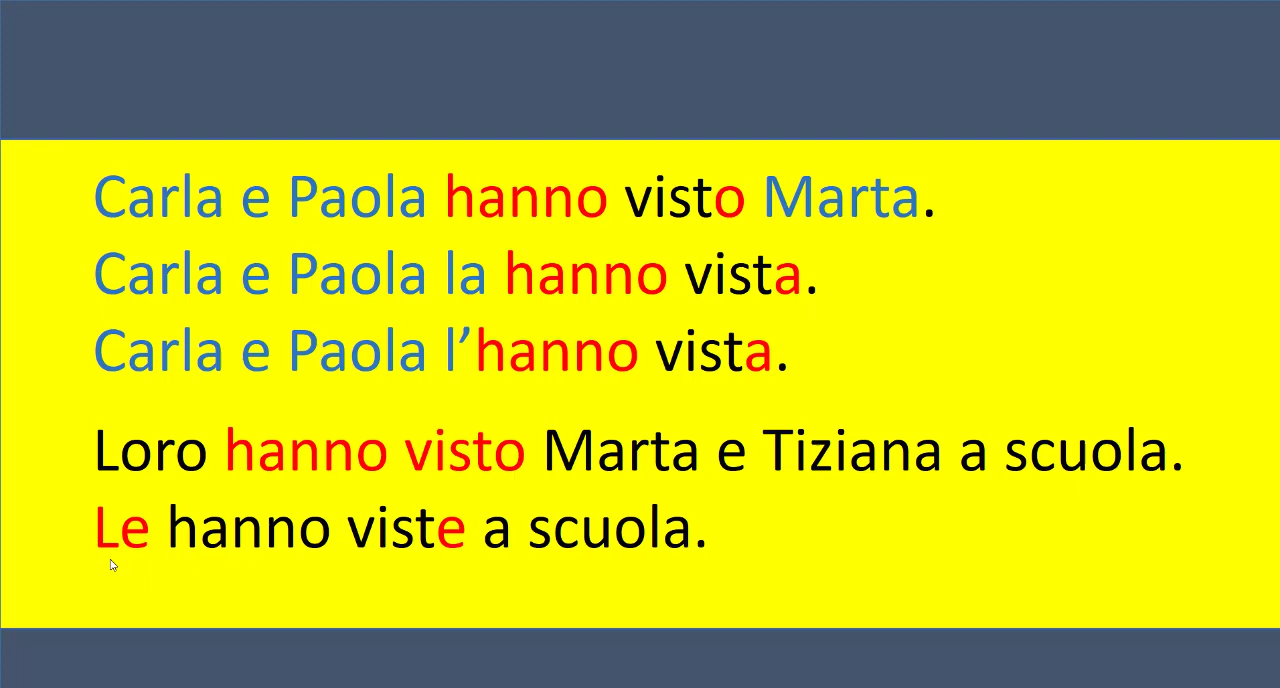 Carla e Paola hanno visto Marta.
Carla e Paola la hanno vista.
Carla e Paola l’hanno vista.
Loro hanno visto Marta e Tiziana a scuola.
Le hanno viste a scuola.